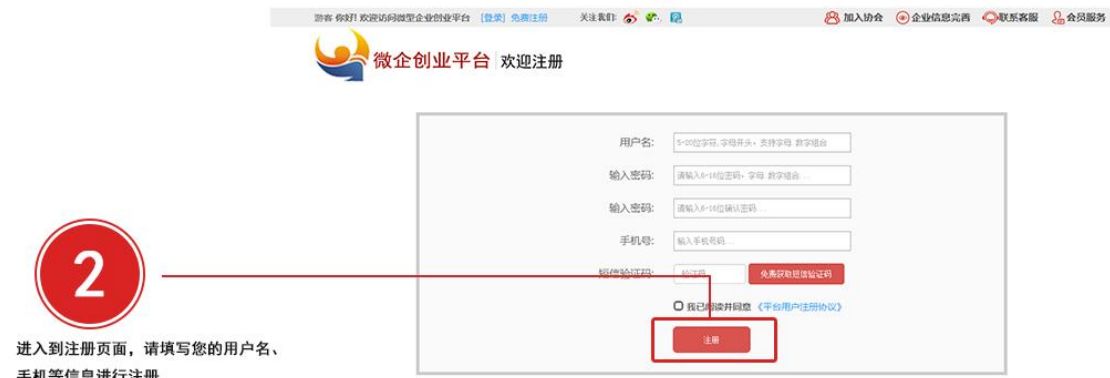 游客 你好! 欢迎访问微型企业创业平台 [登录] 免费注册 关注我们: 加入协会 企业信息完善 联系客服 会员服务
微企创业平台 欢迎注册
用户名: 5-20位字符, 字母开头, 支持字母 数字组合
输入密码: 请输入6-16位密码, 字母 数字组合...
输入密码: 请输入6-16位确认密码...
手机号: 输入手机号码...
短信验证码: 验证码 免费获取短信验证码
我已阅读并同意 《平台用户注册协议》
注册
2
进入到注册页面, 请填写您的用户名、
手机等信息进行注册